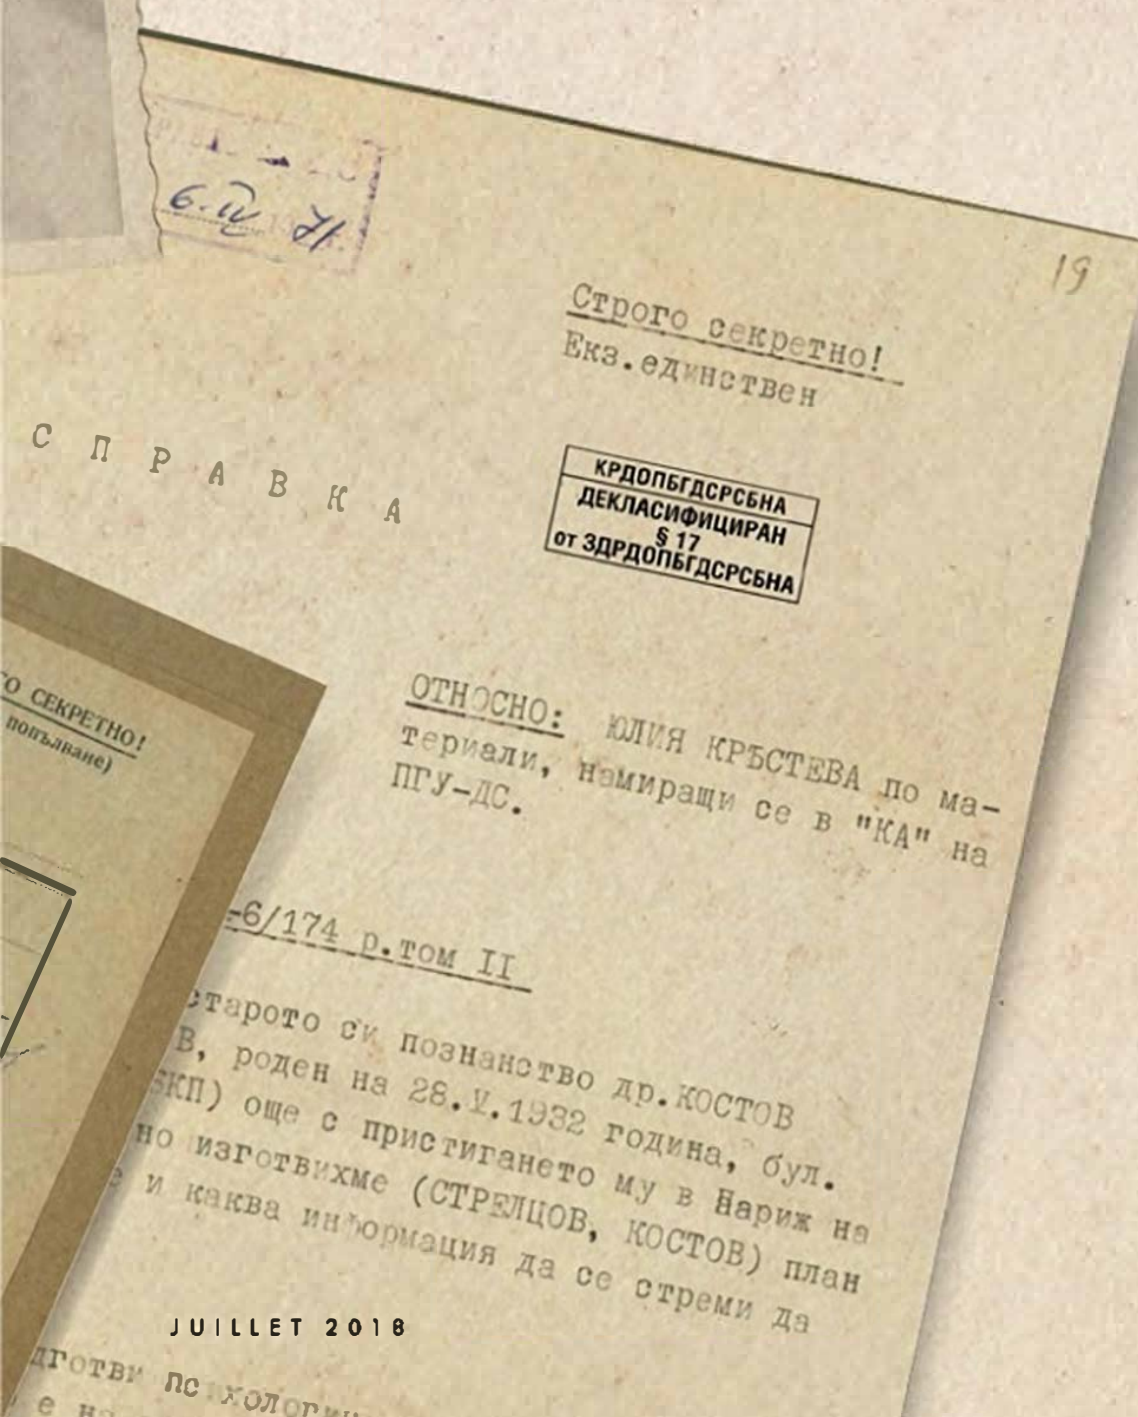 6.IV 71
19
Строго секретно!
Екз.единствен
С П Р А В К А
КРДОПБГДСРСБНА
ДЕКЛАСИФИЦИРАН
§ 17
от ЗДРДОПБГДСРСБНА
ОТНОСНО: ЮЛИЯ КРЪСТЕВА по ма-
териали, намиращи се в "КА" на
ПГУ-ДС.
ГО СЕКРЕТНО!
попълване)
-6/174 р.том II
старото си познанство др.КОСТОВ
В, роден на 28.V.1932 година, бул.
БКП) още с пристигането му в Париж на
но изготвихме (СТРЕЛЦОВ, КОСТОВ) план
е и каква информация да се стреми да
JUILLET 2018
дготви
е